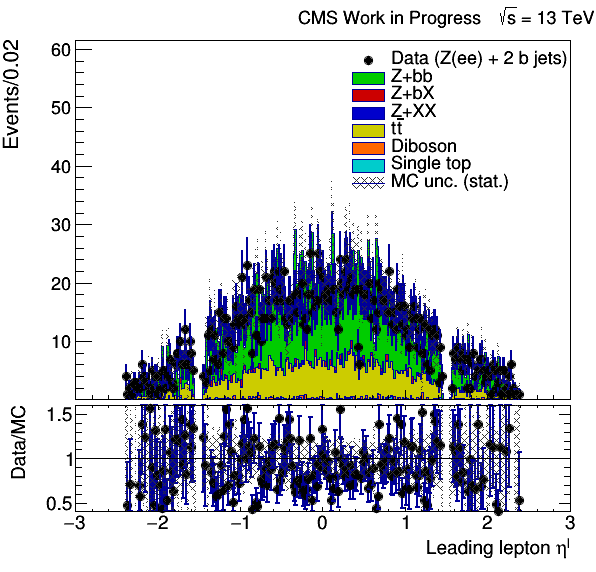 CMS Work in Progress √s = 13 TeV
Events/0.02
60
50
40
30
20
10
Data (Z(ee) + 2 b jets)
Z+bb
Z+bX
Z+XX
tt̄
Diboson
Single top
MC unc. (stat.)
Data/MC
1.5
1
0.5
−3 −2 −1 0 1 2 3
Leading lepton ηˡ